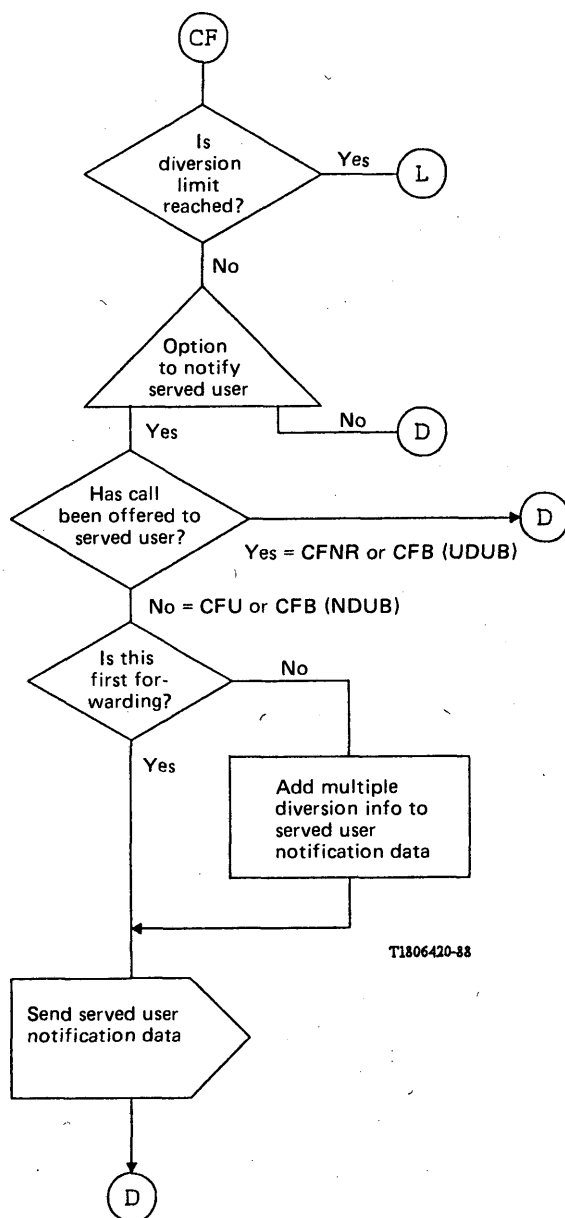 CF
Is
diversion
limit
reached?
Yes
L
No
Option
to notify
served user
No
D
Yes
Has call
been offered to
served user?
D
Yes = CFNR or CFB (UDUB)
No = CFU or CFB (NDUB)
Is this
first for-
warding?
No
Yes
Add multiple
diversion info to
served user
notification data
T1806420-88
Send served user
notification data
D